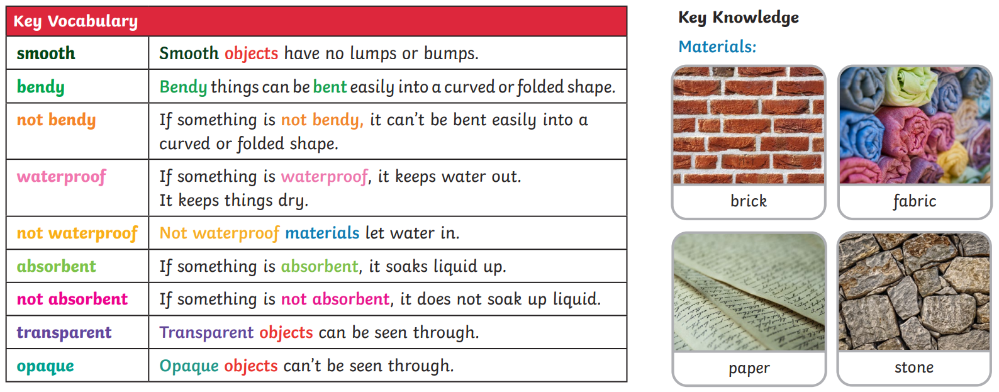 Key Vocabulary
smooth
Smooth objects have no lumps or bumps.
bendy
Bendy things can be bent easily into a curved or folded shape.
not bendy
If something is not bendy, it can't be bent easily into a
curved or folded shape.
waterproof
If something is waterproof, it keeps water out.
It keeps things dry.
not waterproof
Not waterproof materials let water in.
absorbent
If something is absorbent, it soaks liquid up.
not absorbent
If something is not absorbent, it does not soak up liquid.
transparent
Transparent objects can be seen through.
opaque
Opaque objects can't be seen through.
Key Knowledge
Materials:
brick
fabric
paper
stone